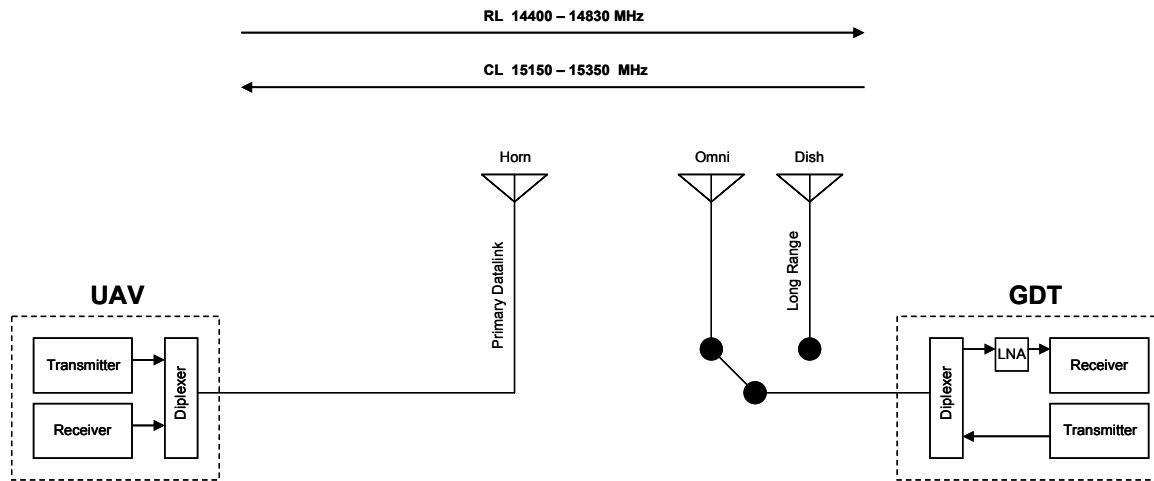 RL 14400 – 14830 MHz
CL 15150 – 15350 MHz
Horn
Omni
Dish
Primary Datalink
Long Range
UAV
GDT
Transmitter
Receiver
Diplexer
Diplexer
LNA
Receiver
Transmitter